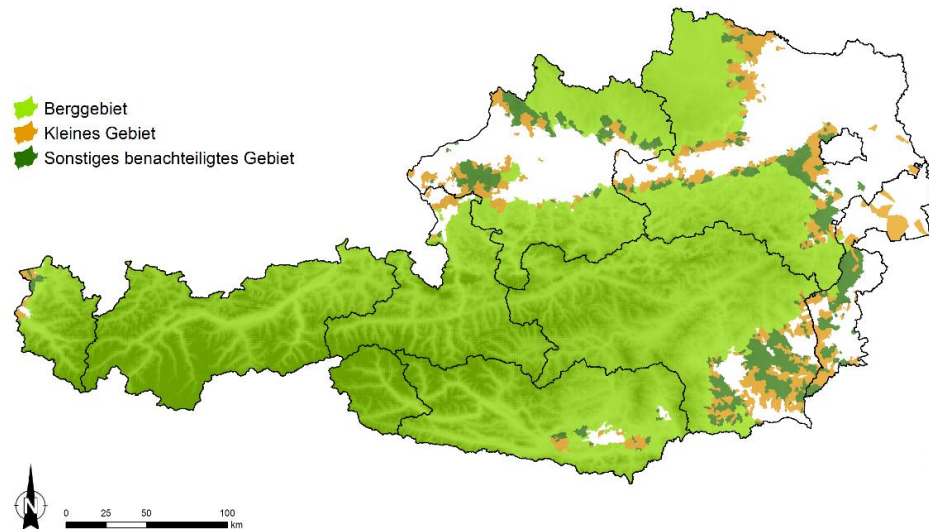 Berggebiet
Kleines Gebiet
Sonstiges benachteiligtes Gebiet
N
0 25 50 100
km